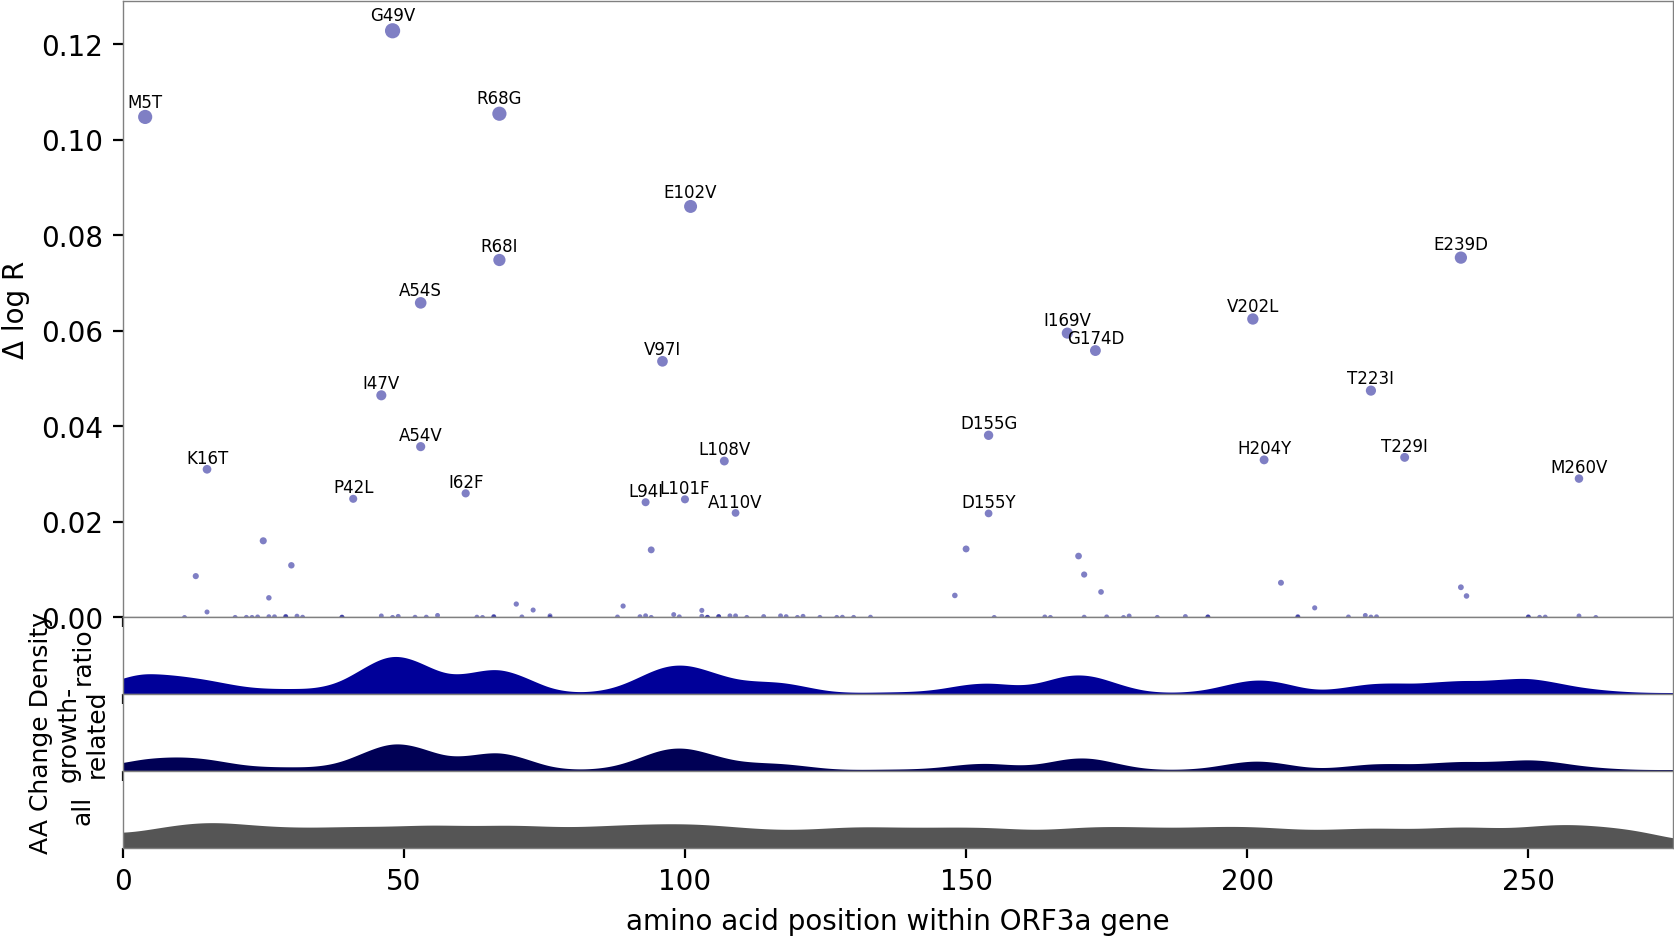 G49V
0.12
M5T
R68G
0.10
E102V
0.08
R68I
E239D
Δ log R
A54S
V202L
0.06
I169V
G174D
V97I
I47V
T223I
0.04
A54V
D155G
K16T
L108V
H204Y
T229I
M260V
P42L
I62F
L94I
L101F
A110V
D155Y
0.02
0.00
AA Change Density
ratio
growth-
related
all
0
50
100
150
200
250
amino acid position within ORF3a gene